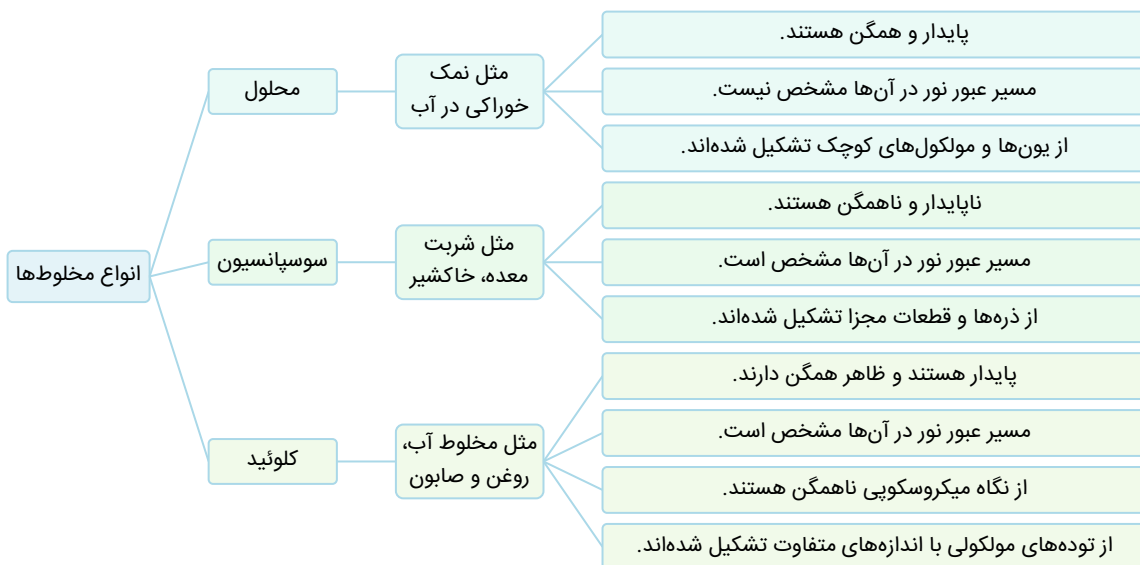 انواع مخلوط‌ها
محلول
مثل نمک
خوراکی در آب
پایدار و همگن هستند.
مسیر عبور نور در آن‌ها مشخص نیست.
از یون‌ها و مولکول‌های کوچک تشکیل شده‌اند.
سوسپانسیون
مثل شربت
معده، خاکشیر
ناپایدار و ناهمگن هستند.
مسیر عبور نور در آن‌ها مشخص است.
از ذره‌ها و قطعات مجزا تشکیل شده‌اند.
کلوئید
مثل مخلوط آب،
روغن و صابون
پایدار هستند و ظاهر همگن دارند.
مسیر عبور نور در آن‌ها مشخص است.
از نگاه میکروسکوپی ناهمگن هستند.
از توده‌های مولکولی با اندازه‌های متفاوت تشکیل شده‌اند.